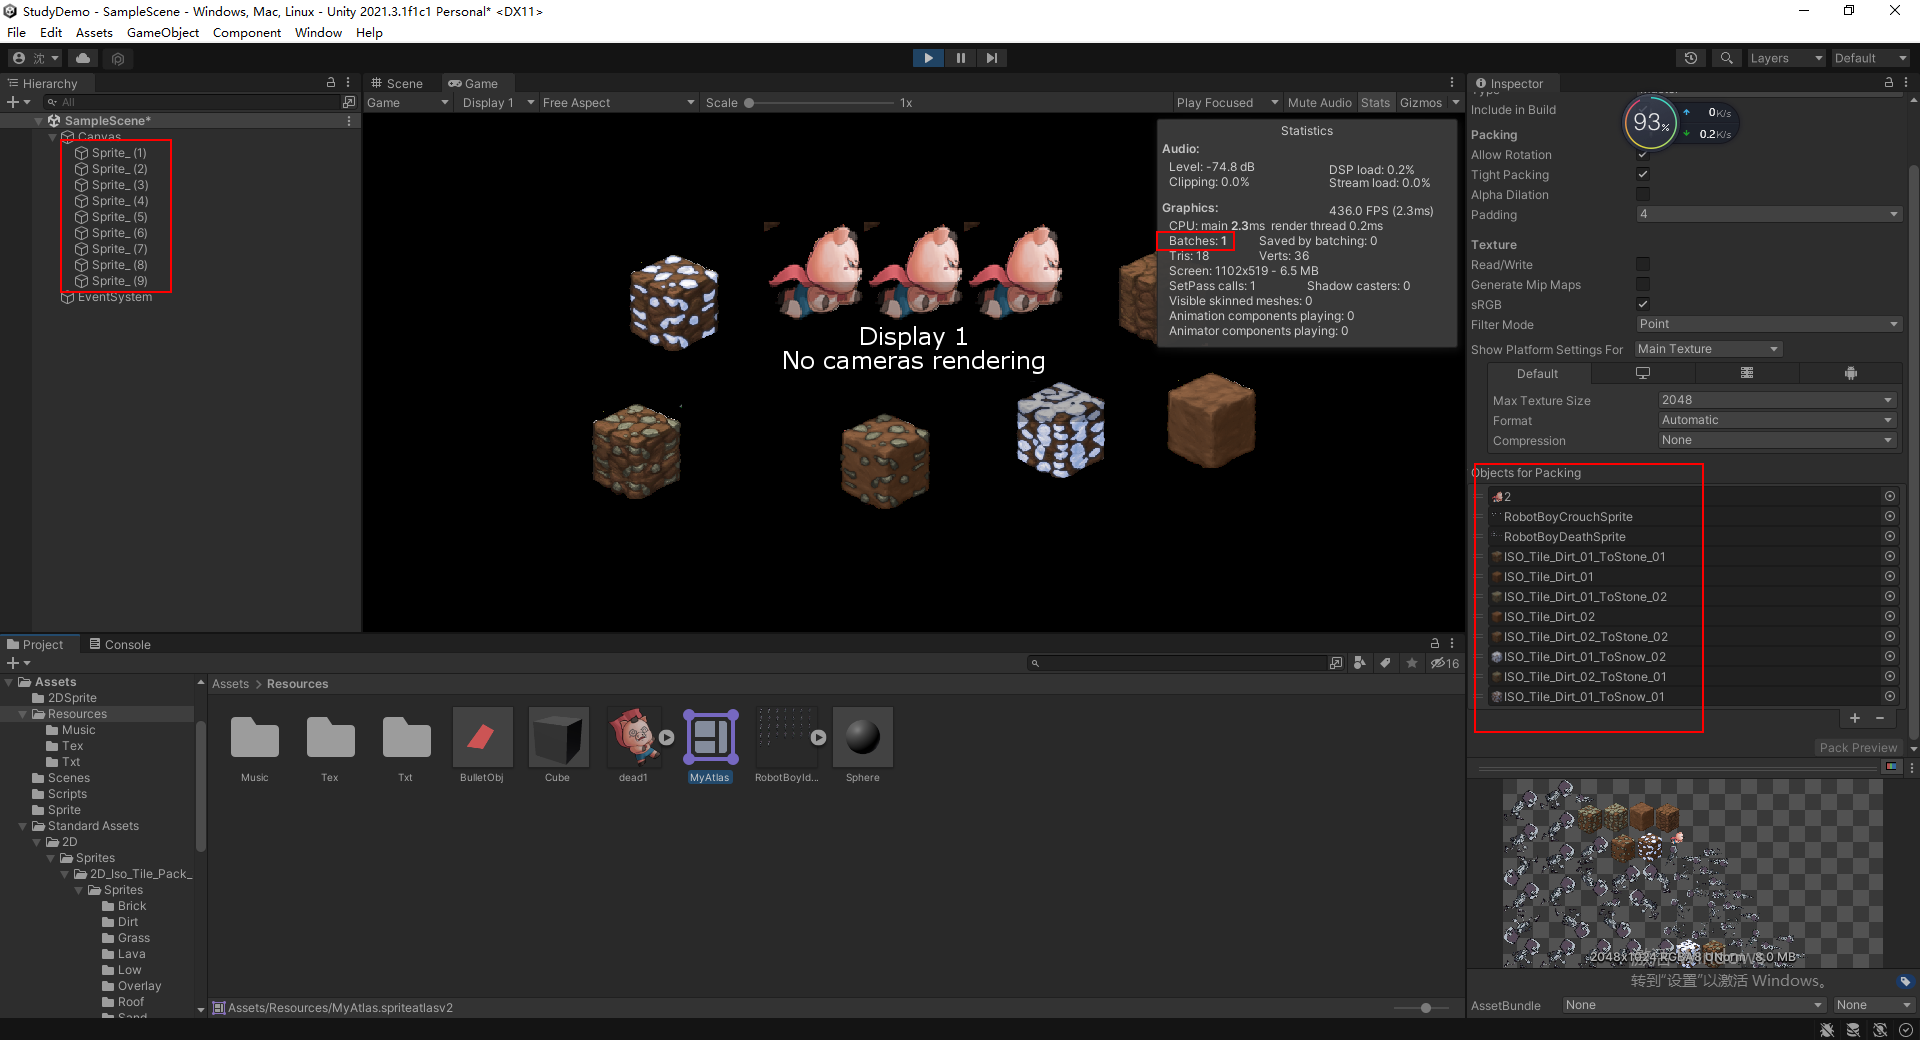 StudyDemo - SampleScene - Windows, Mac, Linux - Unity 2021.3.1f1c1 Personal* <DX11>
File Edit Assets GameObject Component Window Help
沈
Layers Default
Hierarchy
All
SampleScene*
Canvas
Sprite_ (1)
Sprite_ (2)
Sprite_ (3)
Sprite_ (4)
Sprite_ (5)
Sprite_ (6)
Sprite_ (7)
Sprite_ (8)
Sprite_ (9)
EventSystem
Scene Game
Game Display 1 Free Aspect Scale 1x Play Focused Mute Audio Stats Gizmos
Statistics
Audio:
Level: -74.8 dB DSP load: 0.2%
Clipping: 0.0% Stream load: 0.0%
Graphics: 436.0 FPS (2.3ms)
CPU: main 2.3ms render thread 0.2ms
Batches: 1 Saved by batching: 0
Tris: 18 Verts: 36
Screen: 1102x519 - 6.5 MB
SetPass calls: 1 Shadow casters: 0
Visible skinned meshes: 0
Animation components playing: 0
Animator components playing: 0
Display 1
No cameras rendering
Inspector
Type
Include in Build
93%
0K/s
0.2K/s
Packing
Allow Rotation
Tight Packing
Alpha Dilation
Padding 4
Texture
Read/Write
Generate Mip Maps
sRGB
Filter Mode Point
Show Platform Settings For Main Texture
Default
Max Texture Size 2048
Format Automatic
Compression None
Objects for Packing
2
RobotBoyCrouchSprite
RobotBoyDeathSprite
ISO_Tile_Dirt_01_ToStone_01
ISO_Tile_Dirt_01
ISO_Tile_Dirt_01_ToStone_02
ISO_Tile_Dirt_02
ISO_Tile_Dirt_02_ToStone_02
ISO_Tile_Dirt_01_ToSnow_02
ISO_Tile_Dirt_02_ToStone_01
ISO_Tile_Dirt_01_ToSnow_01
Pack Preview
2048x1024 RGBA8 UNorm 8.0 MB
激活 Windows
转到"设置"以激活 Windows。
AssetBundle None None
Project Console
16
Assets
2DSprite
Resources
Music
Tex
Txt
Scenes
Scripts
Sprite
Standard Assets
2D
Sprites
2D_Iso_Tile_Pack_
Sprites
Brick
Dirt
Grass
Lava
Low
Overlay
Roof
Sand
Assets > Resources
Music Tex Txt BulletObj Cube dead1 MyAtlas RobotBoyId... Sphere
Assets/Resources/MyAtlas.spriteatlasv2